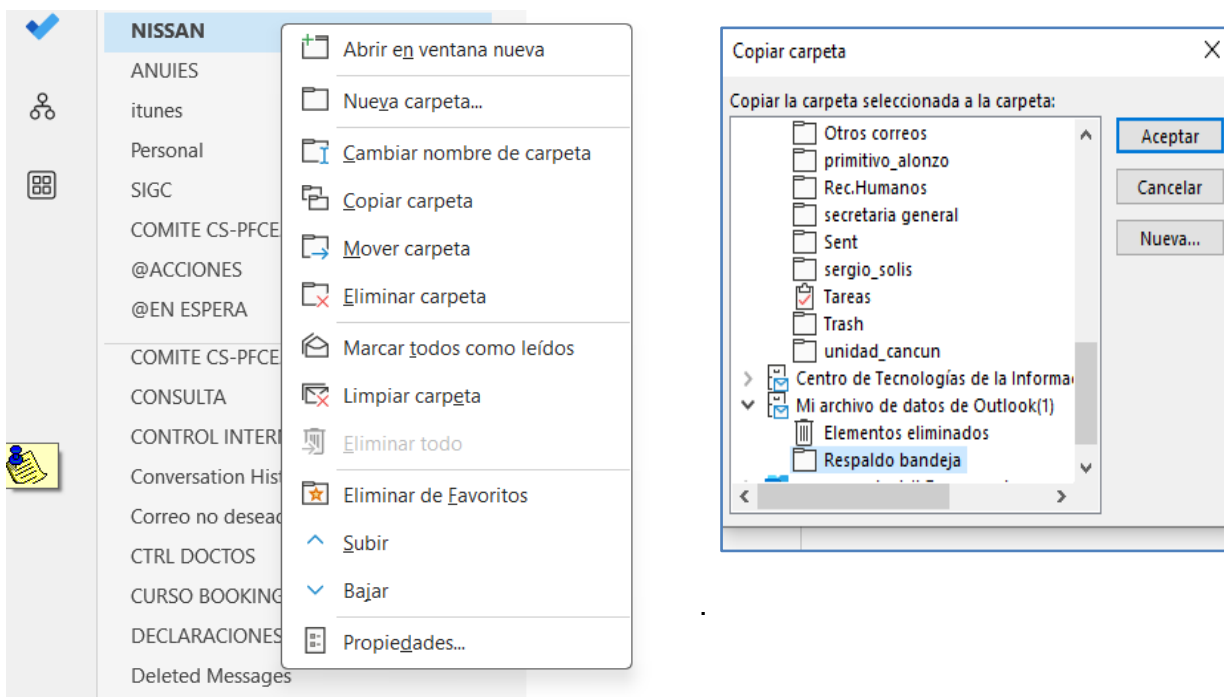 NISSAN
ANUIES
itunes
Personal
SIGC
COMITE CS-PFCE
@ACCIONES
@EN ESPERA
COMITE CS-PFCE
CONSULTA
CONTROL INTERN
Conversation Hist
Correo no desead
CTRL DOCTOS
CURSO BOOKING
DECLARACIONES
Deleted Messages
Abrir en ventana nueva
Nueva carpeta...
Cambiar nombre de carpeta
Copiar carpeta
Mover carpeta
Eliminar carpeta
Marcar todos como leídos
Limpiar carpeta
Eliminar todo
Eliminar de Favoritos
Subir
Bajar
Propiedades...
Copiar carpeta
Copiar la carpeta seleccionada a la carpeta:
Otros correos
primitivo_alonzo
Rec.Humanos
secretaria general
Sent
sergio_solis
Tareas
Trash
unidad_cancun
Centro de Tecnologías de la Informa
Mi archivo de datos de Outlook(1)
Elementos eliminados
Respaldo bandeja
Aceptar
Cancelar
Nueva...
.